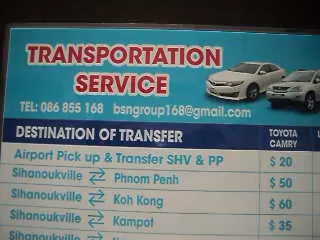 TRANSPORTATION
SERVICE
TEL: 086 855 168 bsngroup168@gmail.com
DESTINATION OF TRANSFER TOYOTA CAMRY
Airport Pick up & Transfer SHV & PP $ 20
Sihanoukville ⇄ Phnom Penh $ 50
Sihanoukville ⇄ Koh Kong $ 60
Sihanoukville ⇄ Kampot $ 35